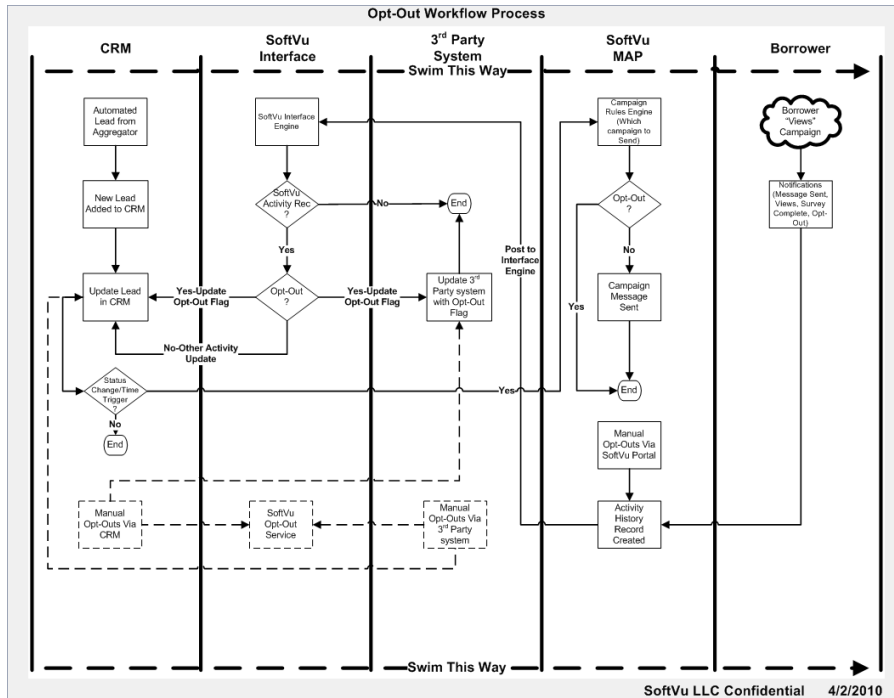 Opt-Out Workflow Process
CRM
SoftVu
Interface
3rd Party
System
SoftVu
MAP
Borrower
Swim This Way
Automated
Lead from
Aggregator
SoftVu Interface
Engine
Campaign
Rules Engine
(Which
campaign to
Send)
Borrower
"Views"
Campaign
New Lead
Added to CRM
SoftVu
Activity Rec
?
No
End
Opt-Out
?
Notifications
(Message Sent,
Views, Survey
Complete, Opt-
Out)
Yes
Post to
Interface
Engine
No
Update Lead
in CRM
Yes-Update
Opt-Out Flag
Opt-Out
?
Yes-Update
Opt-Out Flag
Update 3rd
Party system
with Opt-Out
Flag
Yes
Campaign
Message
Sent
No-Other Activity
Update
Status
Change/Time
Trigger
?
Yes
End
No
End
Manual
Opt-Outs Via
SoftVu Portal
Manual
Opt-Outs Via
CRM
SoftVu
Opt-Out
Service
Manual
Opt-Outs Via
3rd Party
system
Activity
History
Record
Created
Swim This Way
SoftVu LLC Confidential 4/2/2010